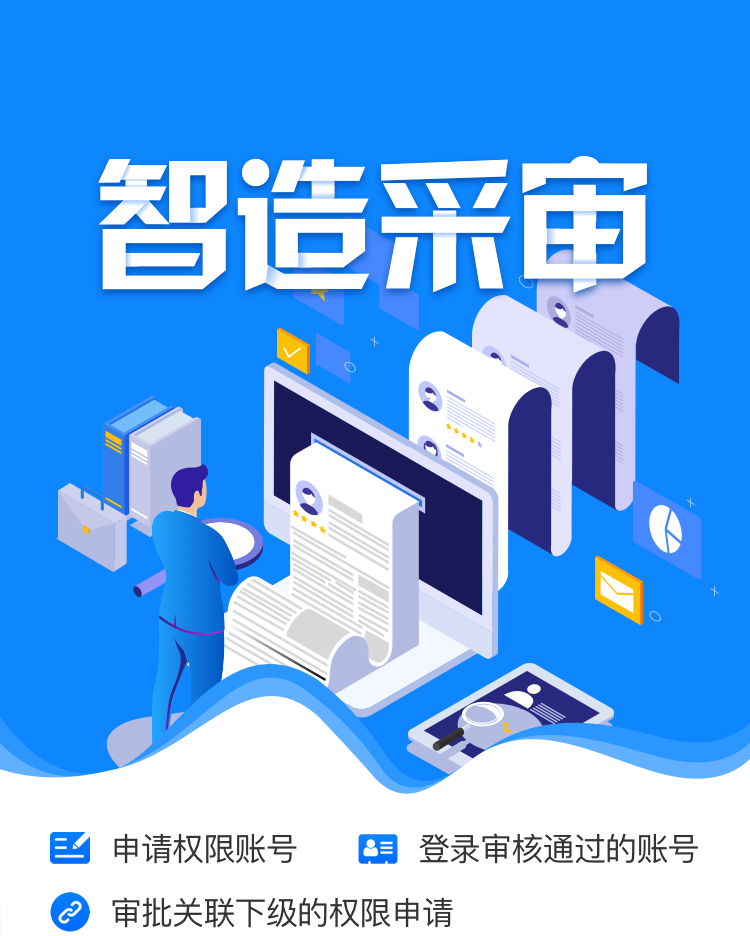 智造采审
申请权限账号
登录审核通过的账号
审批关联下级的权限申请